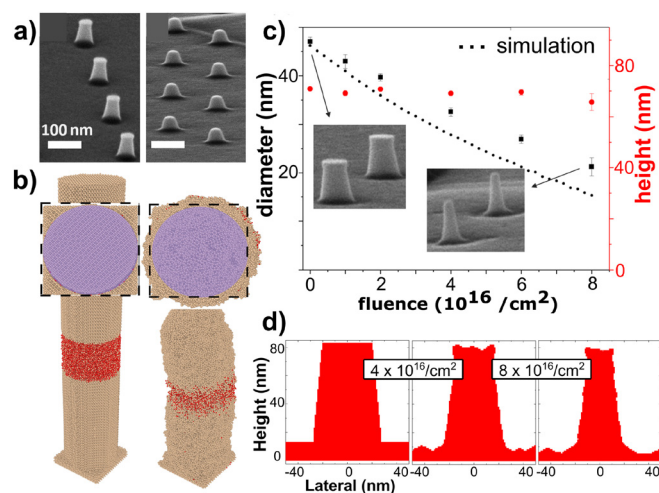 a)
100 nm
b)
c)
simulation
diameter (nm)
40
20
height (nm)
80
60
40
20
0
0 2 4 6 8
fluence (10¹⁶ /cm²)
d)
4 x 10¹⁶/cm²
8 x 10¹⁶/cm²
Height (nm)
80
40
0
-40 0 40
-40 0 40
-40 0 40
Lateral (nm)